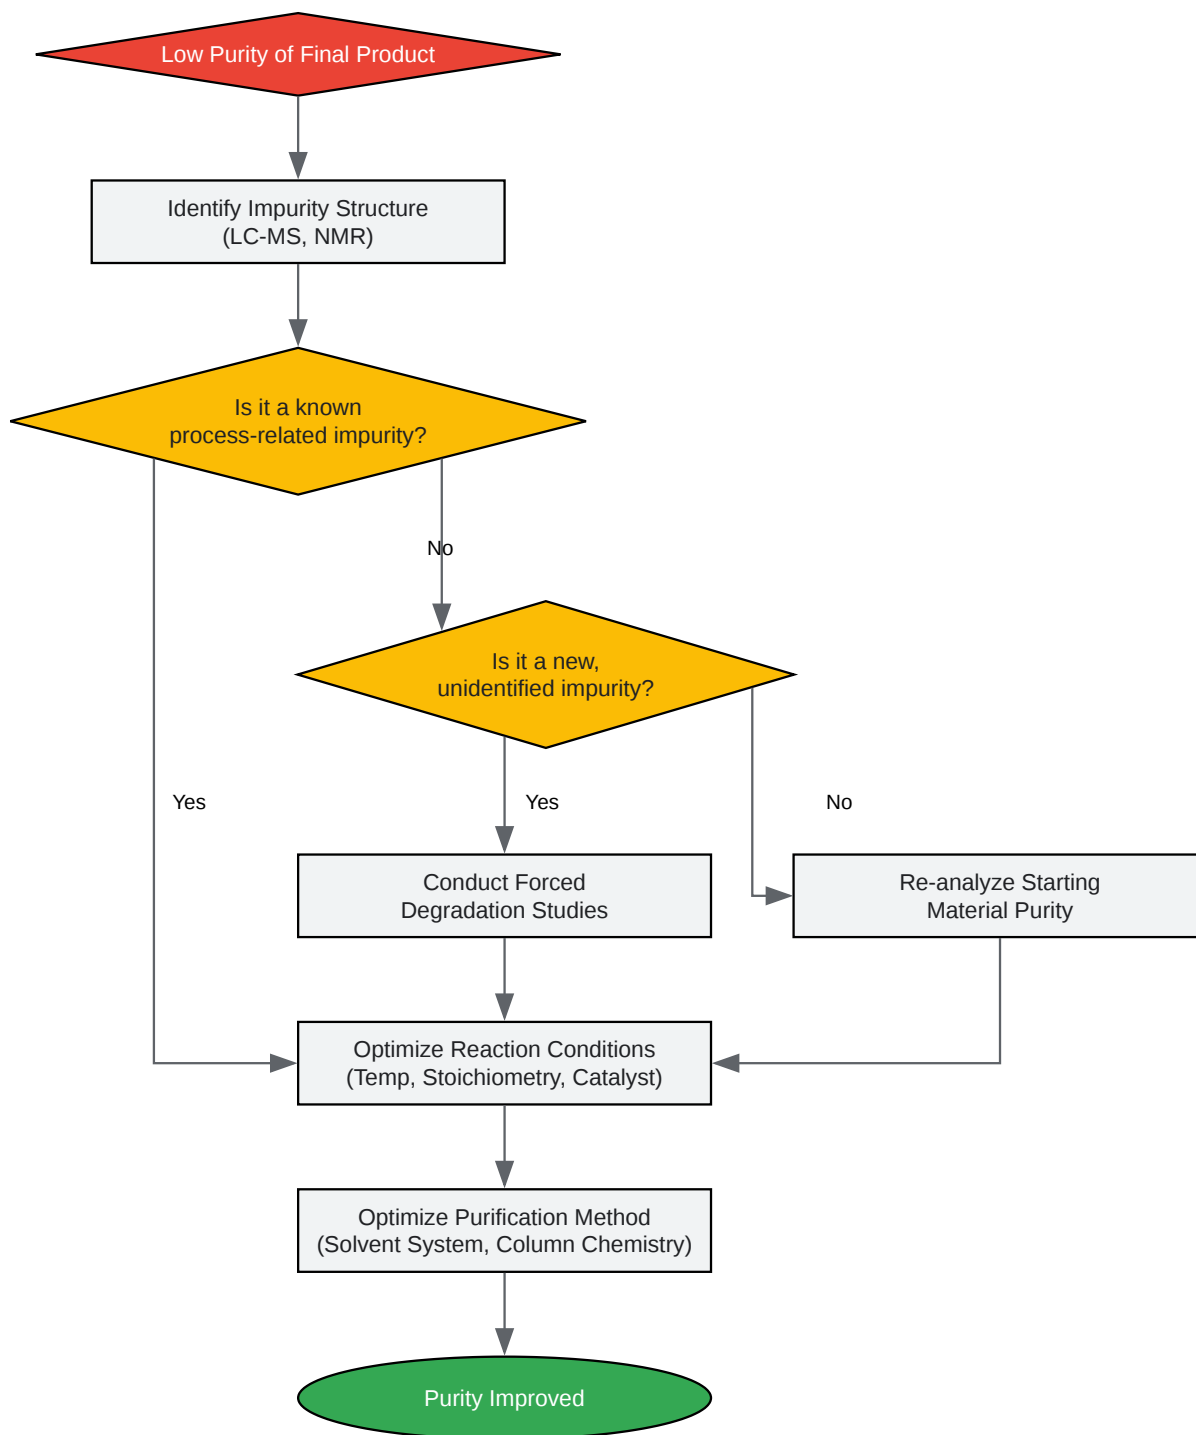 Low Purity of Final Product
Identify Impurity Structure
(LC-MS, NMR)
Is it a known
process-related impurity?
No
Is it a new,
unidentified impurity?
Yes
Yes
No
Conduct Forced
Degradation Studies
Re-analyze Starting
Material Purity
Optimize Reaction Conditions
(Temp, Stoichiometry, Catalyst)
Optimize Purification Method
(Solvent System, Column Chemistry)
Purity Improved